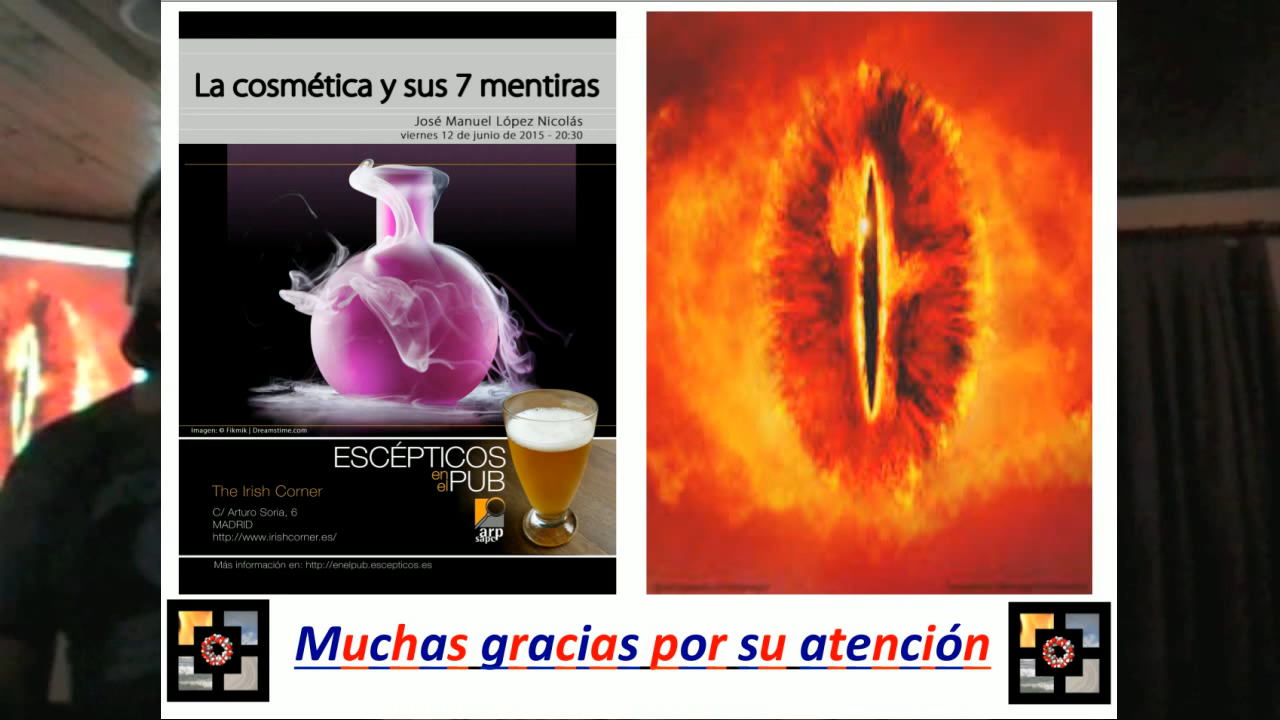 La cosmética y sus 7 mentiras
José Manuel López Nicolás
viernes 12 de junio de 2015 - 20:30
Imagen: © Fikmik | Dreamstime.com
ESCÉPTICOS
en
el PUB
The Irish Corner
C/ Arturo Soria, 6
MADRID
http://www.irishcorner.es/
arp
sapc
Más información en: http://enelpub.escepticos.es
Muchas gracias por su atención